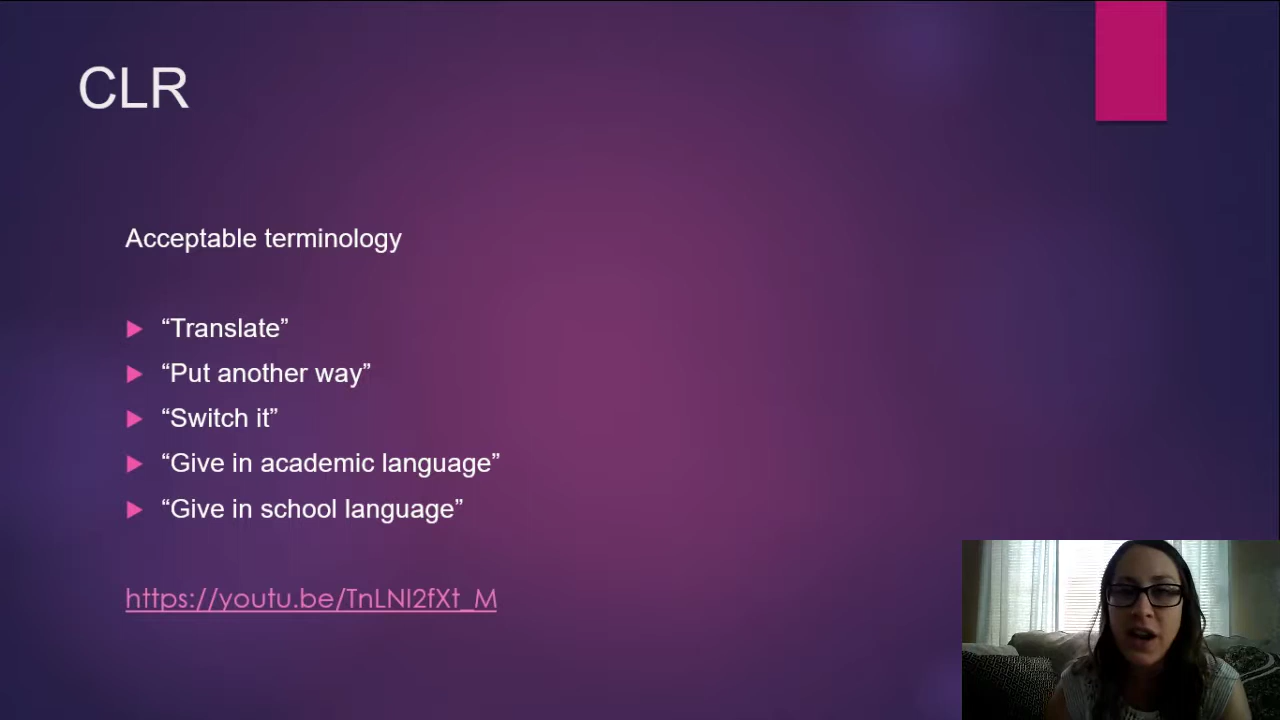 CLR
Acceptable terminology
“Translate”
“Put another way”
“Switch it”
“Give in academic language”
“Give in school language”
https://youtu.be/TnLNI2fXt_M